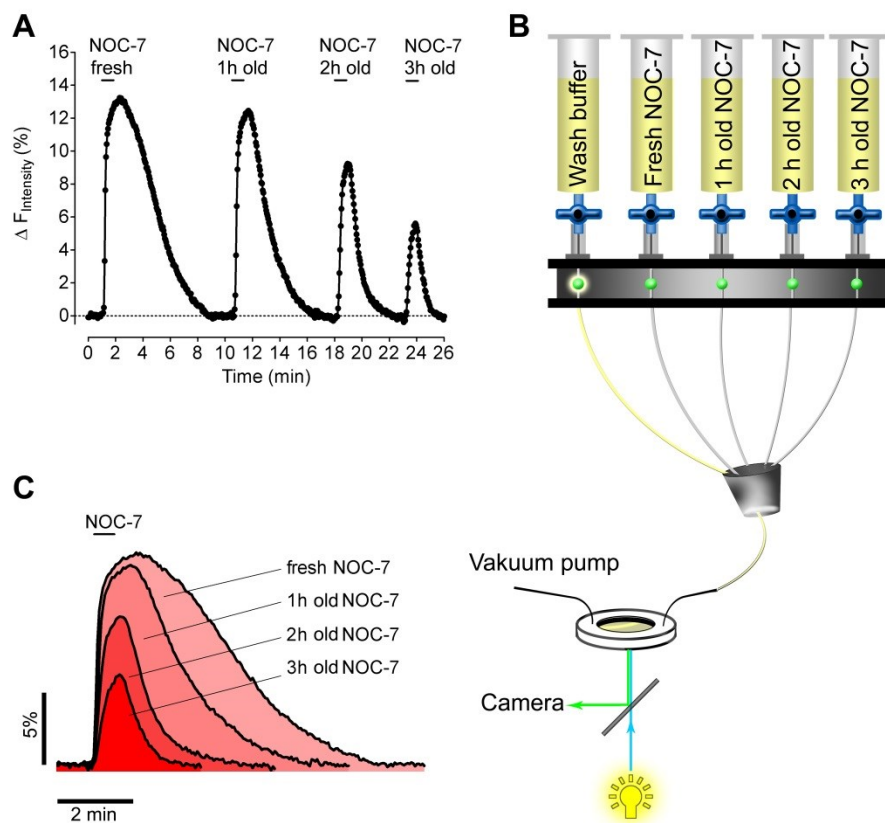 A
NOC-7
fresh
NOC-7
1h old
NOC-7
2h old
NOC-7
3h old
Δ F Intensity (%)
16
14
12
10
8
6
4
2
0
0 2 4 6 8 10 12 14 16 18 20 22 24 26
Time (min)
B
Wash buffer
Fresh NOC-7
1 h old NOC-7
2 h old NOC-7
3 h old NOC-7
Vakuum pump
Camera
C
NOC-7
fresh NOC-7
1h old NOC-7
2h old NOC-7
3h old NOC-7
5%
2 min